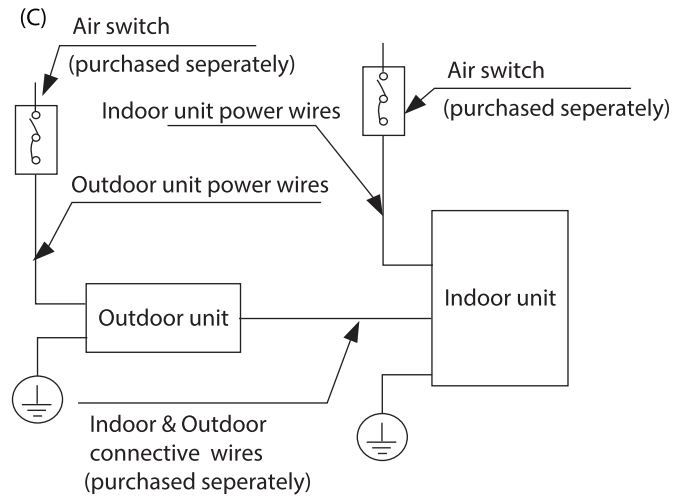 (C)
Air switch
(purchased seperately)
Air switch
(purchased seperately)
Indoor unit power wires
Outdoor unit power wires
Indoor unit
Outdoor unit
Indoor & Outdoor
connective wires
(purchased seperately)